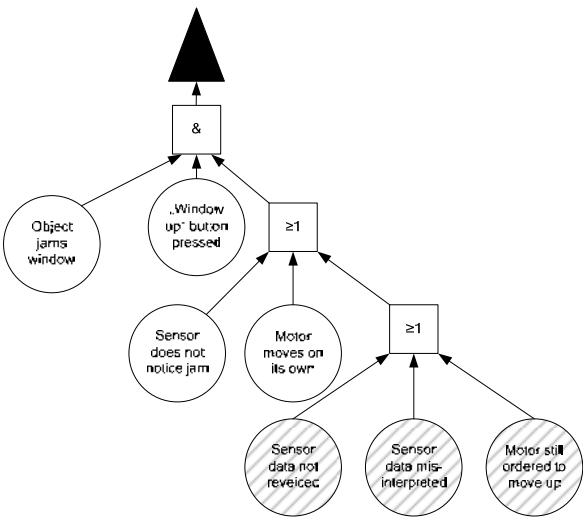 &
Object
jams
window
„Window
up“ button
pressed
≥1
Sensor
does not
notice jam
Motor
moves on
its own
≥1
Sensor
data not
reveiced
Sensor
data mis-
interpreted
Motor still
ordered to
move up